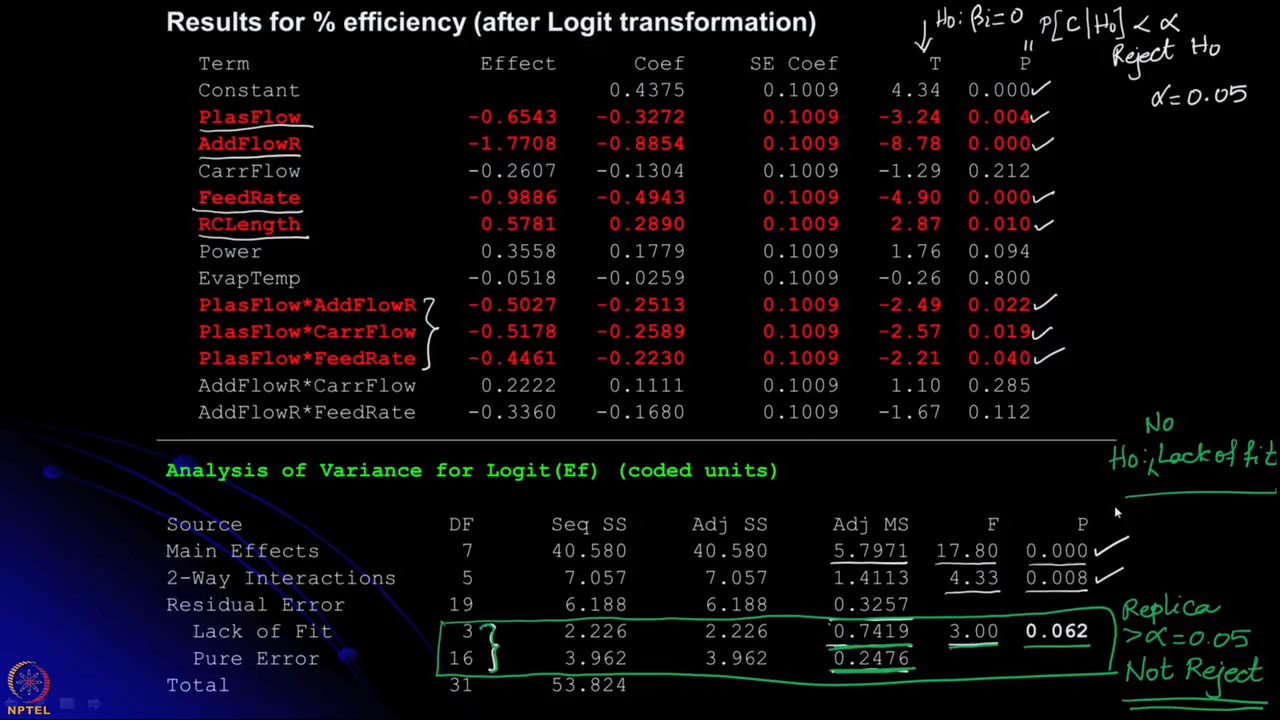 Results for % efficiency (after Logit transformation)
H0: βi=0 P[C|H0] < α
Reject H0
α=0.05
Term Effect Coef SE Coef T P
Constant 0.4375 0.1009 4.34 0.000
PlasFlow -0.6543 -0.3272 0.1009 -3.24 0.004
AddFlowR -1.7708 -0.8854 0.1009 -8.78 0.000
CarrFlow -0.2607 -0.1304 0.1009 -1.29 0.212
FeedRate -0.9886 -0.4943 0.1009 -4.90 0.000
RCLength 0.5781 0.2890 0.1009 2.87 0.010
Power 0.3558 0.1779 0.1009 1.76 0.094
EvapTemp -0.0518 -0.0259 0.1009 -0.26 0.800
PlasFlow*AddFlowR -0.5027 -0.2513 0.1009 -2.49 0.022
PlasFlow*CarrFlow -0.5178 -0.2589 0.1009 -2.57 0.019
PlasFlow*FeedRate -0.4461 -0.2230 0.1009 -2.21 0.040
AddFlowR*CarrFlow 0.2222 0.1111 0.1009 1.10 0.285
AddFlowR*FeedRate -0.3360 -0.1680 0.1009 -1.67 0.112
No
H0: Lack of fit
Analysis of Variance for Logit(Ef) (coded units)
Source DF Seq SS Adj SS Adj MS F P
Main Effects 7 40.580 40.580 5.7971 17.80 0.000
2-Way Interactions 5 7.057 7.057 1.4113 4.33 0.008
Residual Error 19 6.188 6.188 0.3257
Lack of Fit 3 2.226 2.226 0.7419 3.00 0.062
Pure Error 16 3.962 3.962 0.2476
Total 31 53.824
Replica
>α=0.05
Not Reject
NPTEL